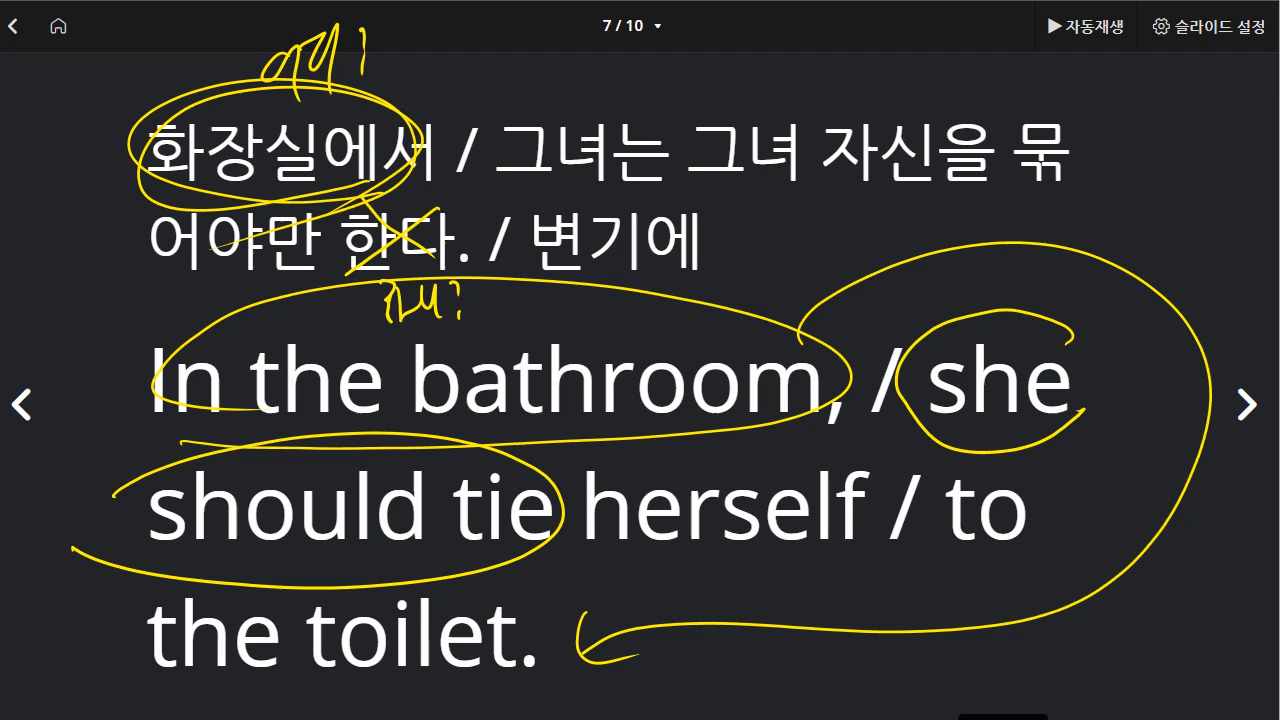 7 / 10
자동재생
슬라이드 설정
화장실에서 / 그녀는 그녀 자신을 묶
어야만 한다. / 변기에
In the bathroom, / she
should tie herself / to
the toilet.